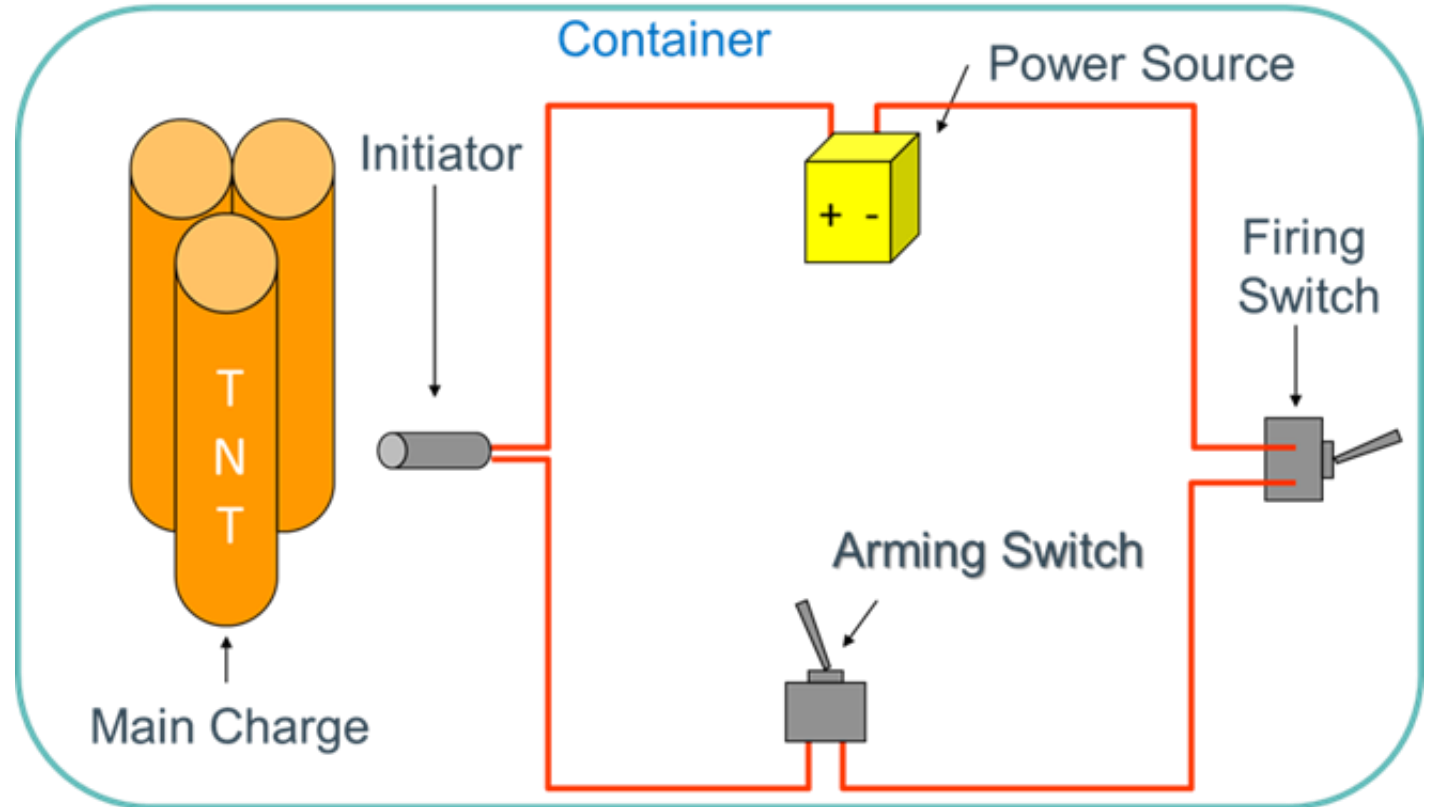 Container
Power Source
Initiator
+ -
Firing
Switch
T
N
T
Arming Switch
Main Charge